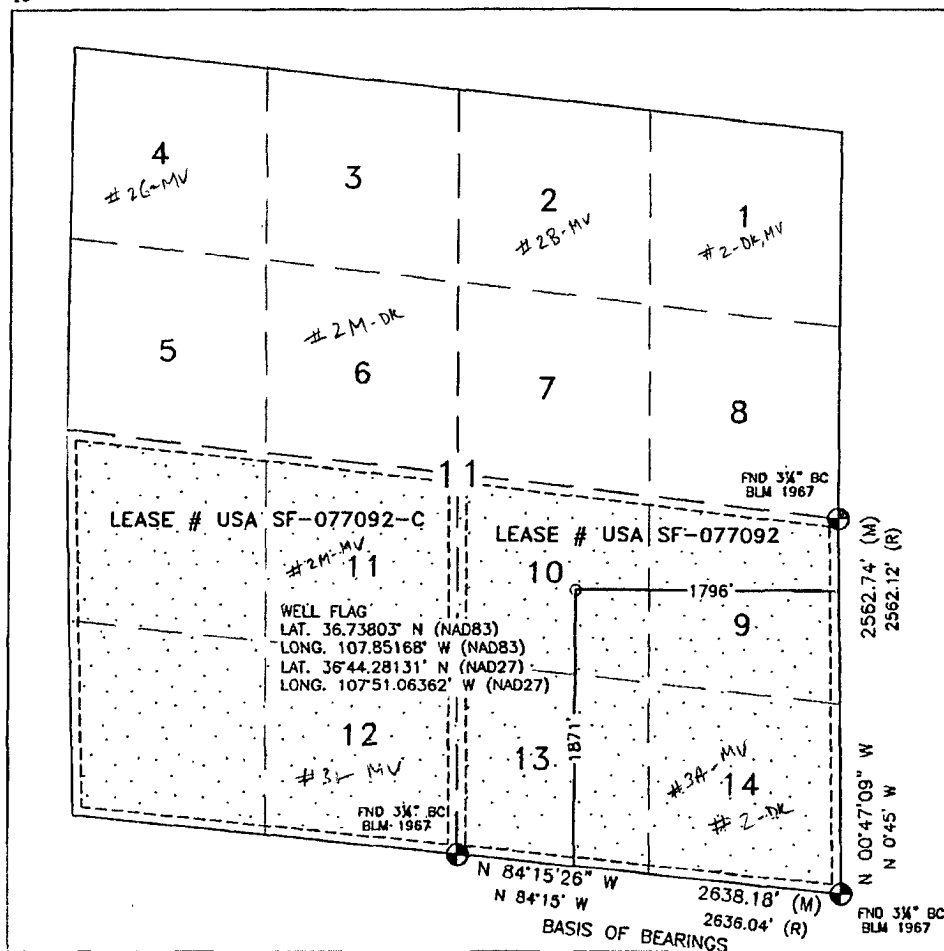 4
# 2C-MV
3
2
# 2B-MV
1
# 2-DK, MV
5
# 2M-DK
6
7
8
11
FND 3¼" BC
BLM 1967
LEASE # USA SF-077092-C
LEASE # USA SF-077092
2562.74' (M)
2562.12' (R)
# 2M-MV
11
10
1796'
9
WELL FLAG
LAT. 36.73803° N (NAD83)
LONG. 107.85168° W (NAD83)
LAT. 36°44.28131' N (NAD27)
LONG. 107°51.06362' W (NAD27)
12
MV
1871'
13
#3A-MV
14
# 2-DK
FND 3¼" BC
BLM 1967
N 00°47'09" W
N 0°45' W
N 84°15'26" W
N 84°15' W
2638.18' (M)
2636.04' (R)
BASIS OF BEARINGS
FND 3¼" BC
BLM 1967